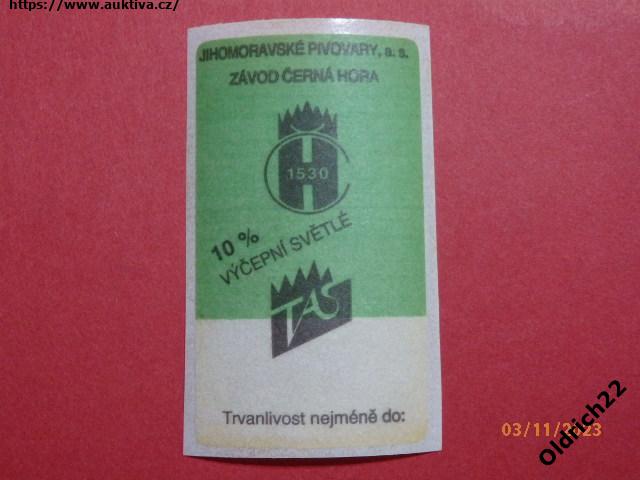 https://www.auktiva.cz/
JIHOMORAVSKÉ PIVOVARY, a. s.
ZÁVOD ČERNÁ HORA
ČH
1530
10 %
VÝČEPNÍ SVĚTLÉ
TAS
Trvanlivost nejméně do:
03/11/2023
Oldrich22